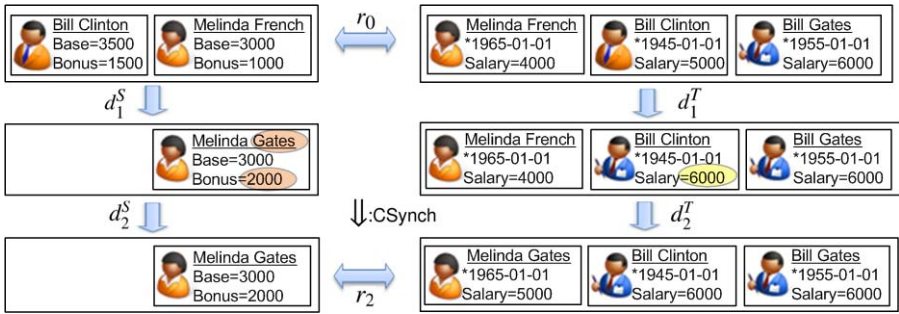 Bill Clinton
Base=3500
Bonus=1500
Melinda French
Base=3000
Bonus=1000
r0
Melinda French
*1965-01-01
Salary=4000
Bill Clinton
*1945-01-01
Salary=5000
Bill Gates
*1955-01-01
Salary=6000
d1S
d1T
Melinda Gates
Base=3000
Bonus=2000
Melinda French
*1965-01-01
Salary=4000
Bill Clinton
*1945-01-01
Salary=6000
Bill Gates
*1955-01-01
Salary=6000
d2S
⇓:CSynch
d2T
Melinda Gates
Base=3000
Bonus=2000
r2
Melinda Gates
*1965-01-01
Salary=5000
Bill Clinton
*1945-01-01
Salary=6000
Bill Gates
*1955-01-01
Salary=6000